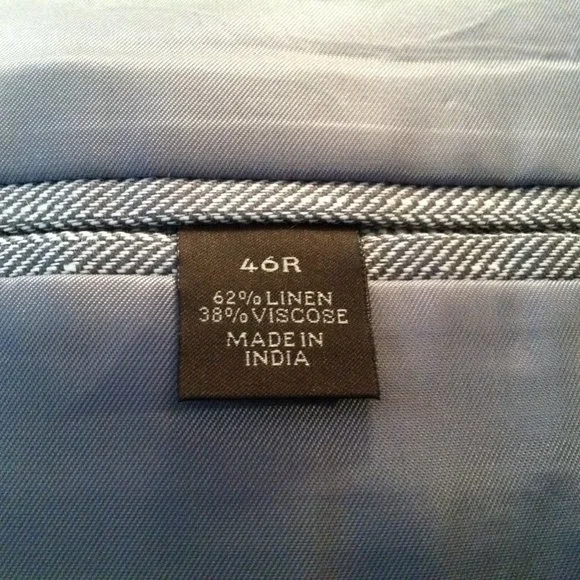 46R
62% LINEN
38% VISCOSE
MADE IN
INDIA